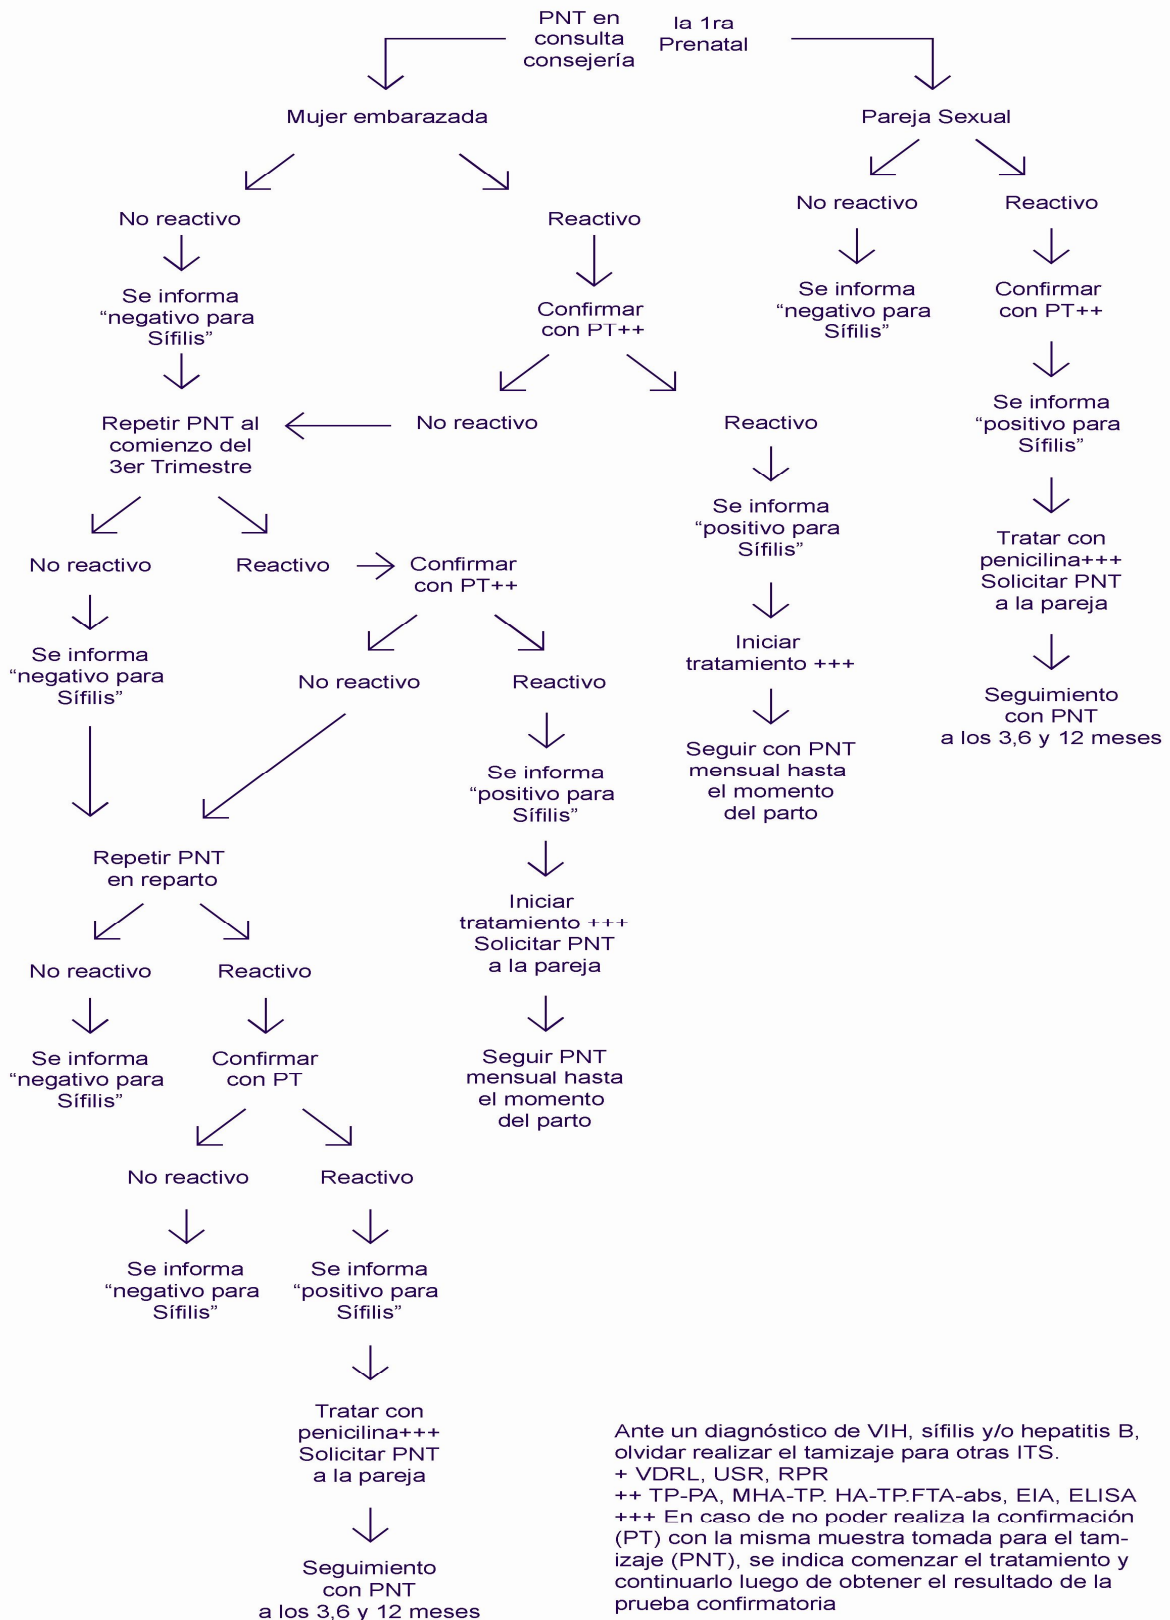 PNT en la 1ra
consulta Prenatal
consejería
Mujer embarazada
Pareja Sexual
No reactivo
Reactivo
No reactivo
Reactivo
Se informa
“negativo para
Sífilis”
Confirmar
con PT++
Se informa
“negativo para
Sífilis”
Confirmar
con PT++
Repetir PNT al
comienzo del
3er Trimestre
No reactivo
Reactivo
Se informa
“positivo para
Sífilis”
Se informa
“positivo para
Sífilis”
Tratar con
penicilina+++
Solicitar PNT
a la pareja
No reactivo
Reactivo
Confirmar
con PT++
Iniciar
tratamiento +++
Se informa
“negativo para
Sífilis”
No reactivo
Reactivo
Seguimiento
con PNT
a los 3,6 y 12 meses
Seguir con PNT
mensual hasta
el momento
del parto
Se informa
“positivo para
Sífilis”
Repetir PNT
en reparto
Iniciar
tratamiento +++
Solicitar PNT
a la pareja
No reactivo
Reactivo
Se informa
“negativo para
Sífilis”
Confirmar
con PT
Seguir PNT
mensual hasta
el momento
del parto
No reactivo
Reactivo
Se informa
“negativo para
Sífilis”
Se informa
“positivo para
Sífilis”
Tratar con
penicilina+++
Solicitar PNT
a la pareja
Seguimiento
con PNT
a los 3,6 y 12 meses
Ante un diagnóstico de VIH, sífilis y/o hepatitis B,
olvidar realizar el tamizaje para otras ITS.
+ VDRL, USR, RPR
++ TP-PA, MHA-TP. HA-TP.FTA-abs, EIA, ELISA
+++ En caso de no poder realiza la confirmación
(PT) con la misma muestra tomada para el tam-
izaje (PNT), se indica comenzar el tratamiento y
continuarlo luego de obtener el resultado de la
prueba confirmatoria